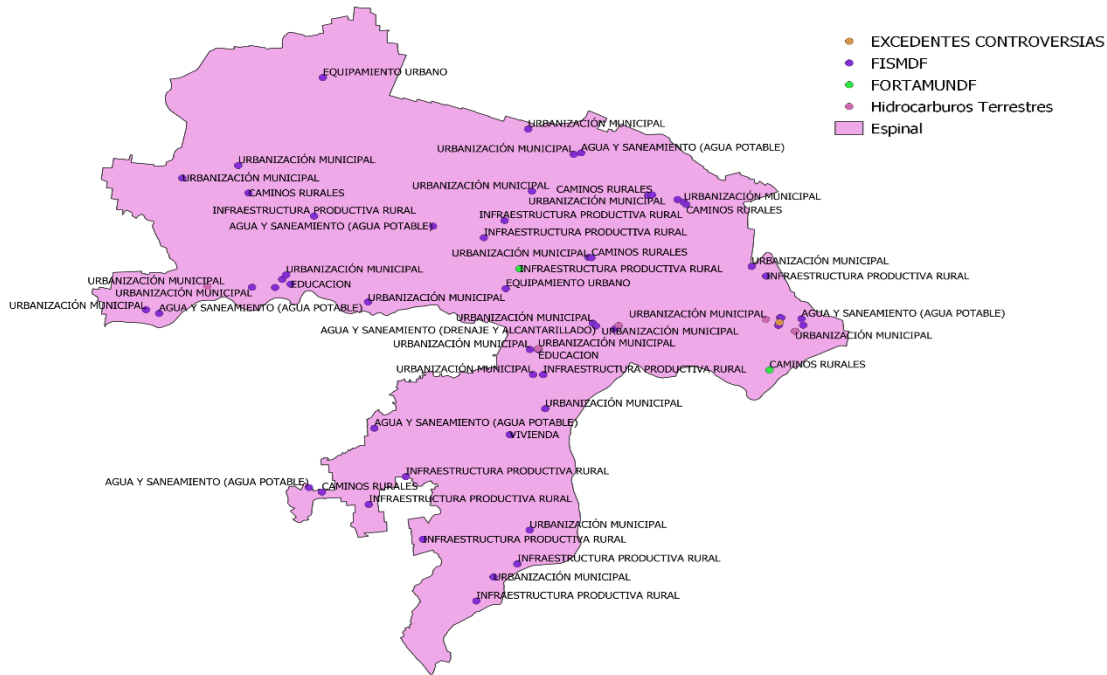 EXCEDENTES CONTROVERSIAS
FISMDF
FORTAMUNDF
Hidrocarburos Terrestres
Espinal
EQUIPAMIENTO URBANO
URBANIZACIÓN MUNICIPAL
URBANIZACIÓN MUNICIPAL
AGUA Y SANEAMIENTO (AGUA POTABLE)
URBANIZACIÓN MUNICIPAL
URBANIZACIÓN MUNICIPAL
CAMINOS RURALES
URBANIZACIÓN MUNICIPAL
CAMINOS RURALES
URBANIZACIÓN MUNICIPAL
URBANIZACIÓN MUNICIPAL
CAMINOS RURALES
INFRAESTRUCTURA PRODUCTIVA RURAL
INFRAESTRUCTURA PRODUCTIVA RURAL
AGUA Y SANEAMIENTO (AGUA POTABLE)
INFRAESTRUCTURA PRODUCTIVA RURAL
URBANIZACIÓN MUNICIPAL
CAMINOS RURALES
URBANIZACIÓN MUNICIPAL
URBANIZACIÓN MUNICIPAL
INFRAESTRUCTURA PRODUCTIVA RURAL
INFRAESTRUCTURA PRODUCTIVA RURAL
URBANIZACIÓN MUNICIPAL
EDUCACION
EQUIPAMIENTO URBANO
URBANIZACIÓN MUNICIPAL
URBANIZACIÓN MUNICIPAL
URBANIZACIÓN MUNICIPAL
AGUA Y SANEAMIENTO (AGUA POTABLE)
URBANIZACIÓN MUNICIPAL
URBANIZACIÓN MUNICIPAL
AGUA Y SANEAMIENTO (AGUA POTABLE)
AGUA Y SANEAMIENTO (DRENAJE Y ALCANTARILLADO)
URBANIZACIÓN MUNICIPAL
URBANIZACIÓN MUNICIPAL
URBANIZACIÓN MUNICIPAL
URBANIZACIÓN MUNICIPAL
EDUCACION
CAMINOS RURALES
URBANIZACIÓN MUNICIPAL
INFRAESTRUCTURA PRODUCTIVA RURAL
URBANIZACIÓN MUNICIPAL
AGUA Y SANEAMIENTO (AGUA POTABLE)
VIVIENDA
INFRAESTRUCTURA PRODUCTIVA RURAL
AGUA Y SANEAMIENTO (AGUA POTABLE)
CAMINOS RURALES
INFRAESTRUCTURA PRODUCTIVA RURAL
URBANIZACIÓN MUNICIPAL
INFRAESTRUCTURA PRODUCTIVA RURAL
INFRAESTRUCTURA PRODUCTIVA RURAL
URBANIZACIÓN MUNICIPAL
INFRAESTRUCTURA PRODUCTIVA RURAL